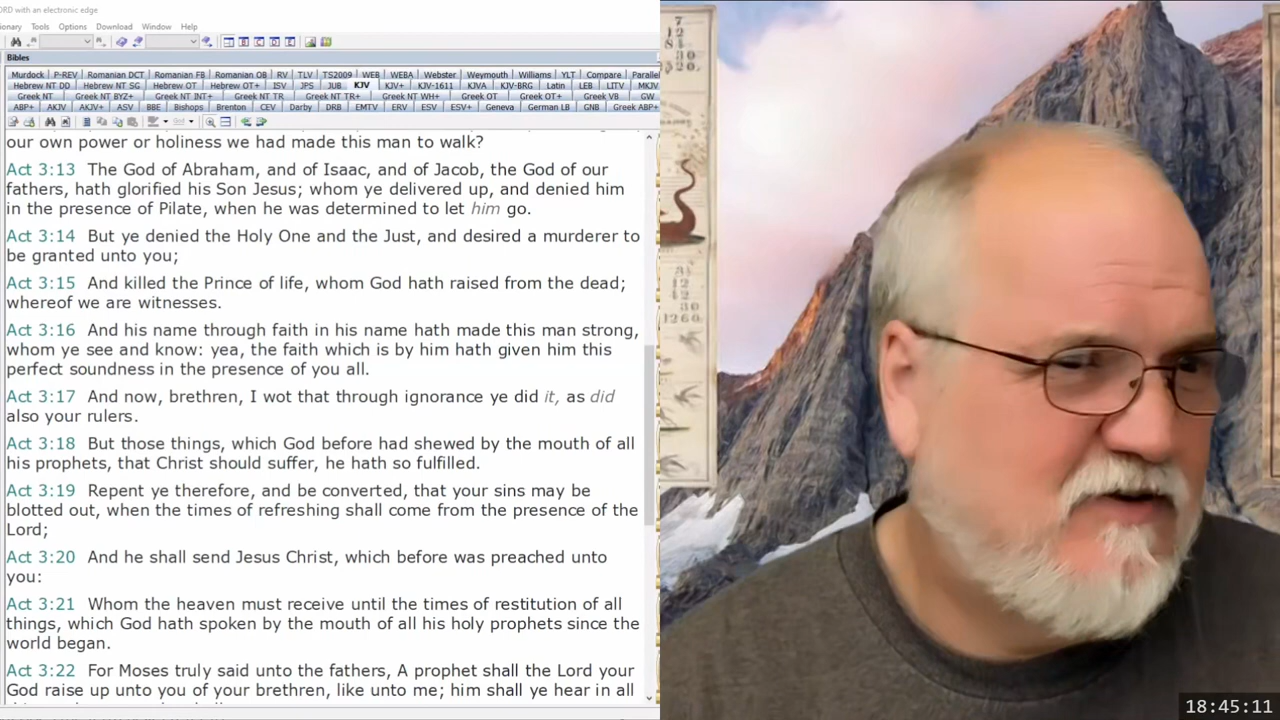 ORD with an electronic edge
ionary Tools Options Download Window Help
Bibles
Murdock P-REV Romanian DCT Romanian FB Romanian OB RV TLV TS2009 WEB WEBA Webster Weymouth Williams YLT Compare Parallel
Hebrew NT DD Hebrew NT SG Hebrew OT Hebrew OT+ ISV JPS JUB KJV KJV+ KJV-1611 KJVA KJV-BRG Latin LEB LITV MKJV
Greek NT Greek NT BYZ+ Greek NT INT+ Greek NT TR Greek NT TR+ Greek NT WH+ Greek OT Greek OT+ Greek VB GW
ABP+ AKJV AKJV+ ASV BBE Bishops Brenton CEV Darby DRB EMTV ERV ESV ESV+ Geneva German LB GNB Greek ABP+
our own power or holiness we had made this man to walk?
Act 3:13 The God of Abraham, and of Isaac, and of Jacob, the God of our
fathers, hath glorified his Son Jesus; whom ye delivered up, and denied him
in the presence of Pilate, when he was determined to let him go.
Act 3:14 But ye denied the Holy One and the Just, and desired a murderer to
be granted unto you;
Act 3:15 And killed the Prince of life, whom God hath raised from the dead;
whereof we are witnesses.
Act 3:16 And his name through faith in his name hath made this man strong,
whom ye see and know: yea, the faith which is by him hath given him this
perfect soundness in the presence of you all.
Act 3:17 And now, brethren, I wot that through ignorance ye did it, as did
also your rulers.
Act 3:18 But those things, which God before had shewed by the mouth of all
his prophets, that Christ should suffer, he hath so fulfilled.
Act 3:19 Repent ye therefore, and be converted, that your sins may be
blotted out, when the times of refreshing shall come from the presence of the
Lord;
Act 3:20 And he shall send Jesus Christ, which before was preached unto
you:
Act 3:21 Whom the heaven must receive until the times of restitution of all
things, which God hath spoken by the mouth of all his holy prophets since the
world began.
Act 3:22 For Moses truly said unto the fathers, A prophet shall the Lord your
God raise up unto you of your brethren, like unto me; him shall ye hear in all
7
12
30
12
30
1260
18:45:11